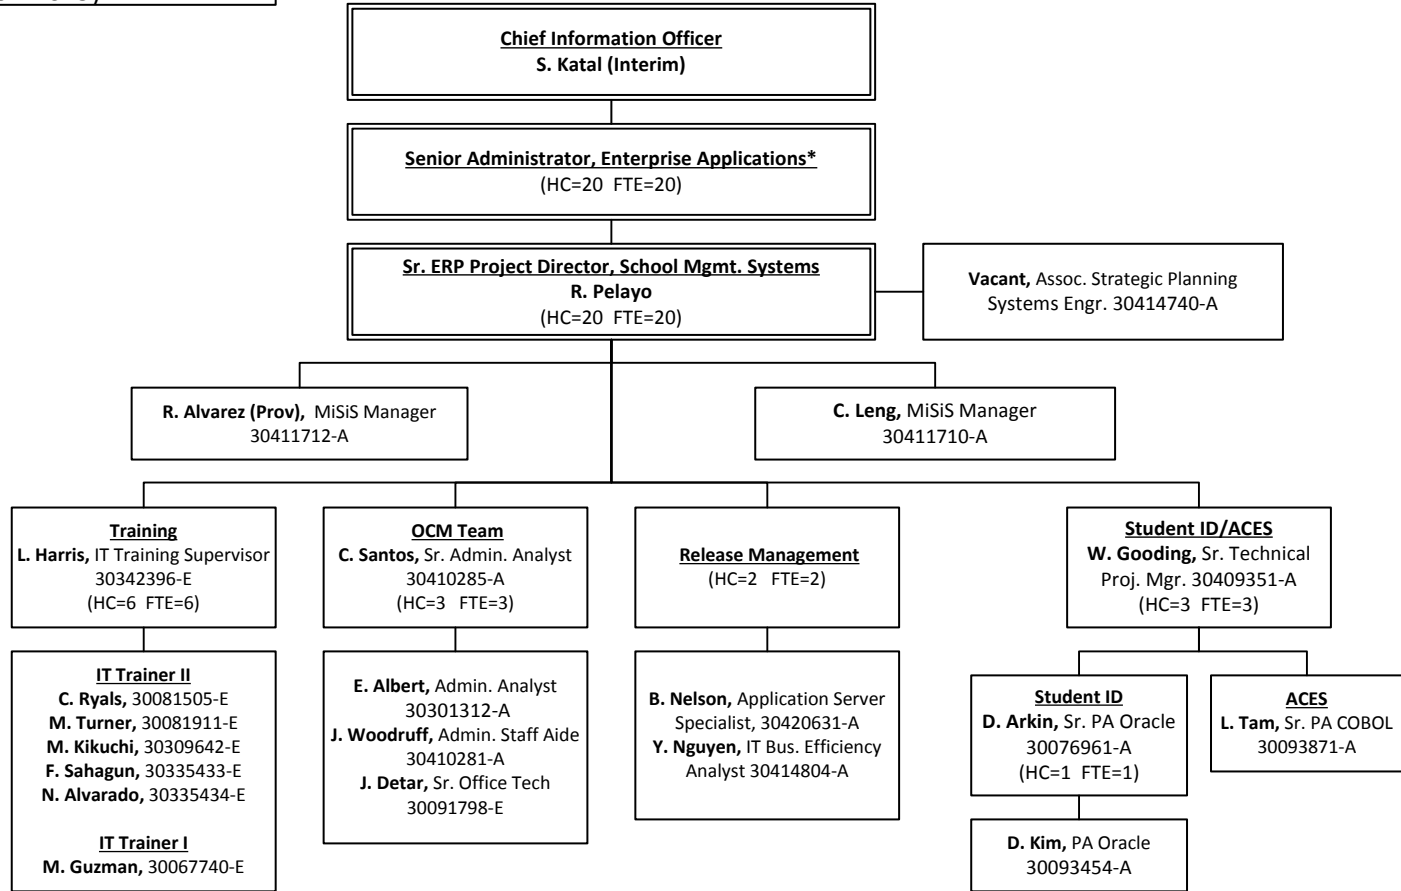 Chief Information Officer
S. Katal (Interim)
Senior Administrator, Enterprise Applications*
(HC=20 FTE=20)
Sr. ERP Project Director, School Mgmt. Systems
R. Pelayo
(HC=20 FTE=20)
Vacant, Assoc. Strategic Planning
Systems Engr. 30414740-A
R. Alvarez (Prov), MiSiS Manager
30411712-A
C. Leng, MiSiS Manager
30411710-A
Training
L. Harris, IT Training Supervisor
30342396-E
(HC=6 FTE=6)
OCM Team
C. Santos, Sr. Admin. Analyst
30410285-A
(HC=3 FTE=3)
Release Management
(HC=2 FTE=2)
Student ID/ACES
W. Gooding, Sr. Technical
Proj. Mgr. 30409351-A
(HC=3 FTE=3)
IT Trainer II
C. Ryals, 30081505-E
M. Turner, 30081911-E
M. Kikuchi, 30309642-E
F. Sahagun, 30335433-E
N. Alvarado, 30335434-E
IT Trainer I
M. Guzman, 30067740-E
E. Albert, Admin. Analyst
30301312-A
J. Woodruff, Admin. Staff Aide
30410281-A
J. Detar, Sr. Office Tech
30091798-E
B. Nelson, Application Server
Specialist, 30420631-A
Y. Nguyen, IT Bus. Efficiency
Analyst 30414804-A
Student ID
D. Arkin, Sr. PA Oracle
30076961-A
(HC=1 FTE=1)
ACES
L. Tam, Sr. PA COBOL
30093871-A
D. Kim, PA Oracle
30093454-A